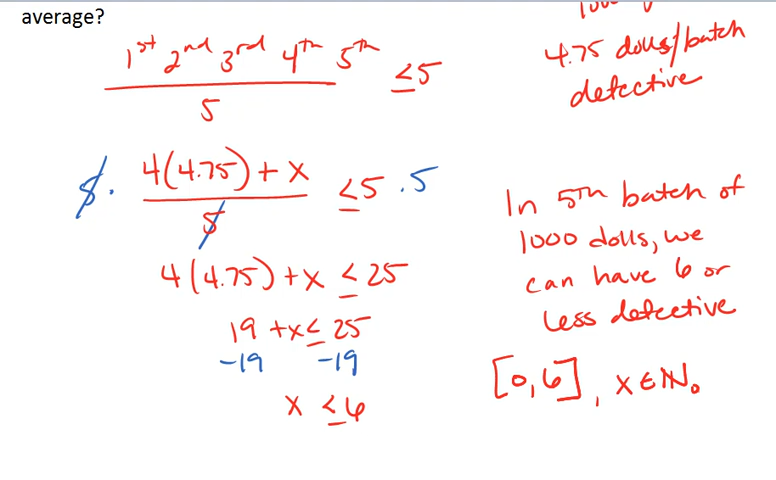 average?
1st 2nd 3rd 4th 5th
5
≤5
4.75 dolls/batch
defective
5 · 4(4.75) + x ≤ 5 · 5
5
4(4.75) + x ≤ 25
19 + x ≤ 25
-19 -19
x ≤ 6
In 5th batch of
1000 dolls, we
can have 6 or
less defective
[0,6], x ∈ ℕ₀